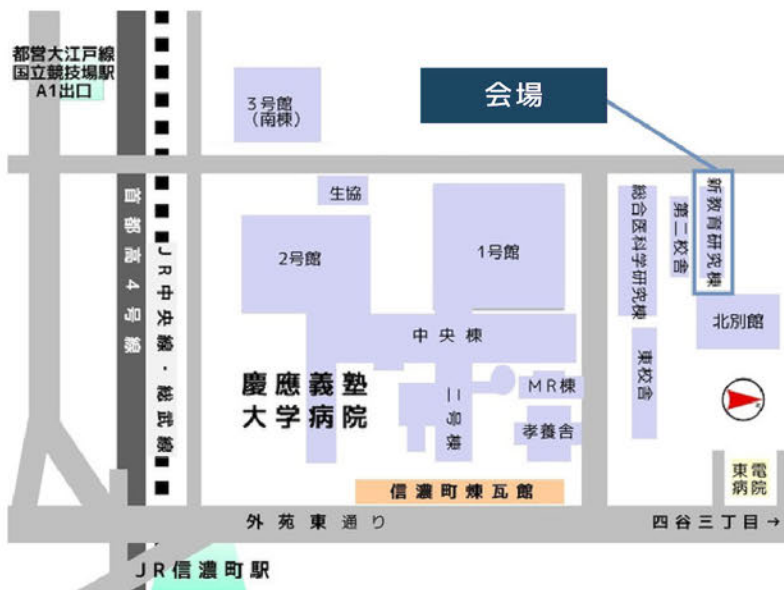 都営大江戸線
国立競技場駅
A1出口
3号館
(南棟)
会場
生協
2号館
1号館
首都高4号線
JR中央線・総武線
総合医科学研究棟
第二校舎
新教育研究棟
北別館
中央棟
慶應義塾
大学病院
二号棟
MR棟
孝養舎
東校舎
東電
病院
信濃町煉瓦館
外苑東通り
四谷三丁目→
JR信濃町駅